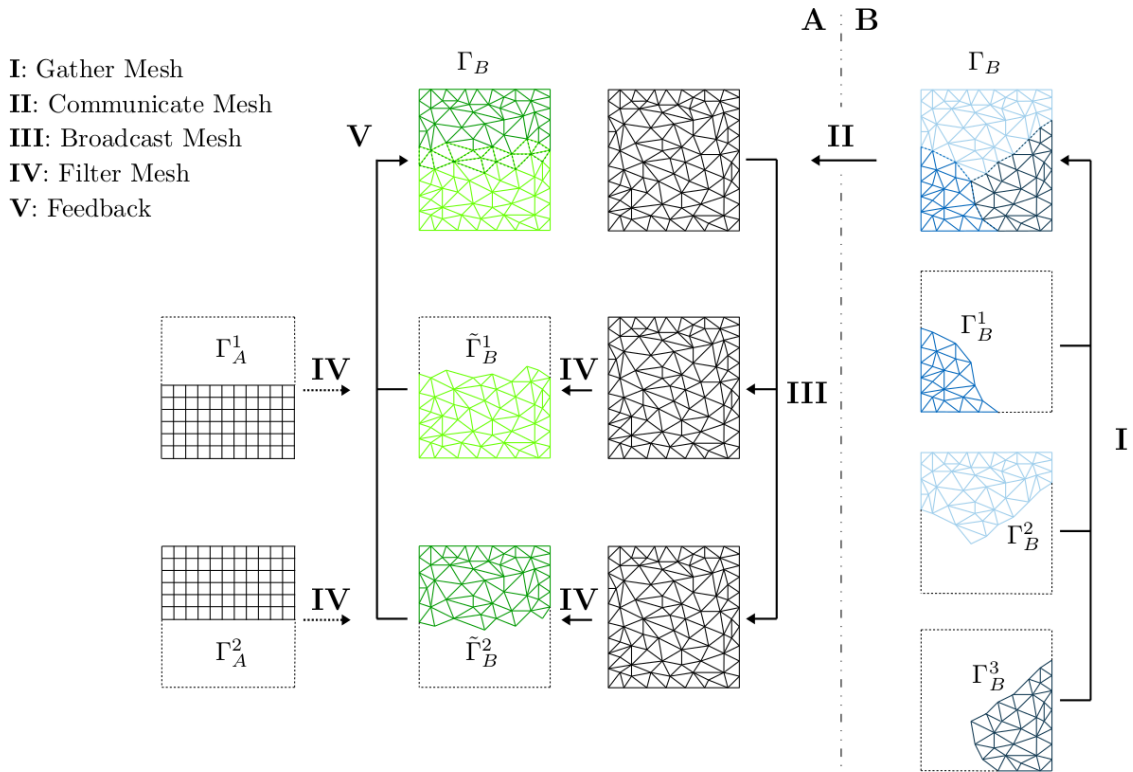 A B
I: Gather Mesh
II: Communicate Mesh
III: Broadcast Mesh
IV: Filter Mesh
V: Feedback
Γ_B
Γ_B
V
II
Γ_A^1
IV
Γ̃_B^1
IV
III
Γ_B^1
I
Γ_B^2
IV
IV
Γ_A^2
Γ̃_B^2
Γ_B^3